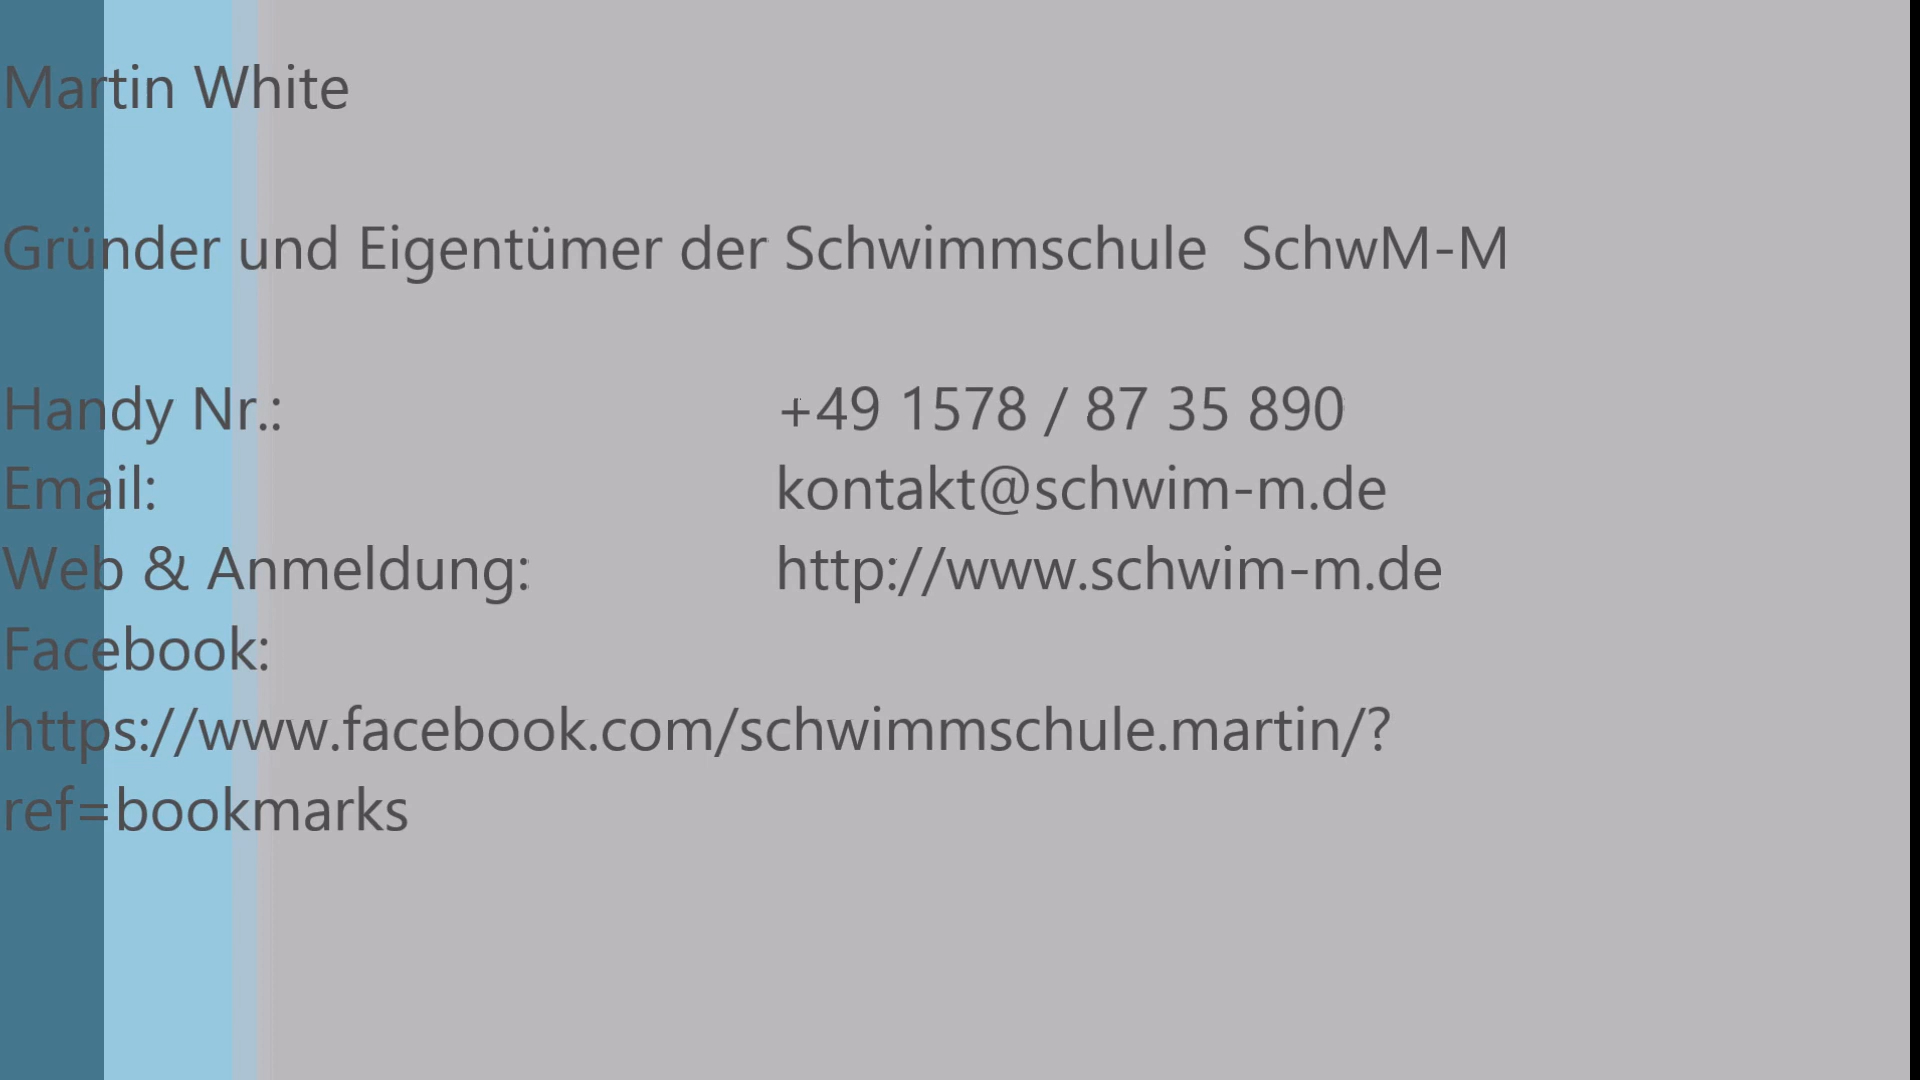 Martin White
Gründer und Eigentümer der Schwimmschule  SchwM-M
Handy Nr.: +49 1578 / 87 35 890
Email: kontakt@schwim-m.de
Web & Anmeldung: http://www.schwim-m.de
Facebook:
https://www.facebook.com/schwimmschule.martin/?
ref=bookmarks